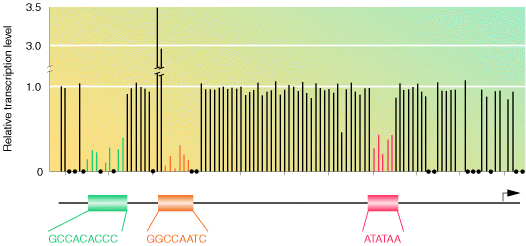 3.5
3.0
1.0
0
Relative transcription level
GCCACACCC
GGCCAATC
ATATAA